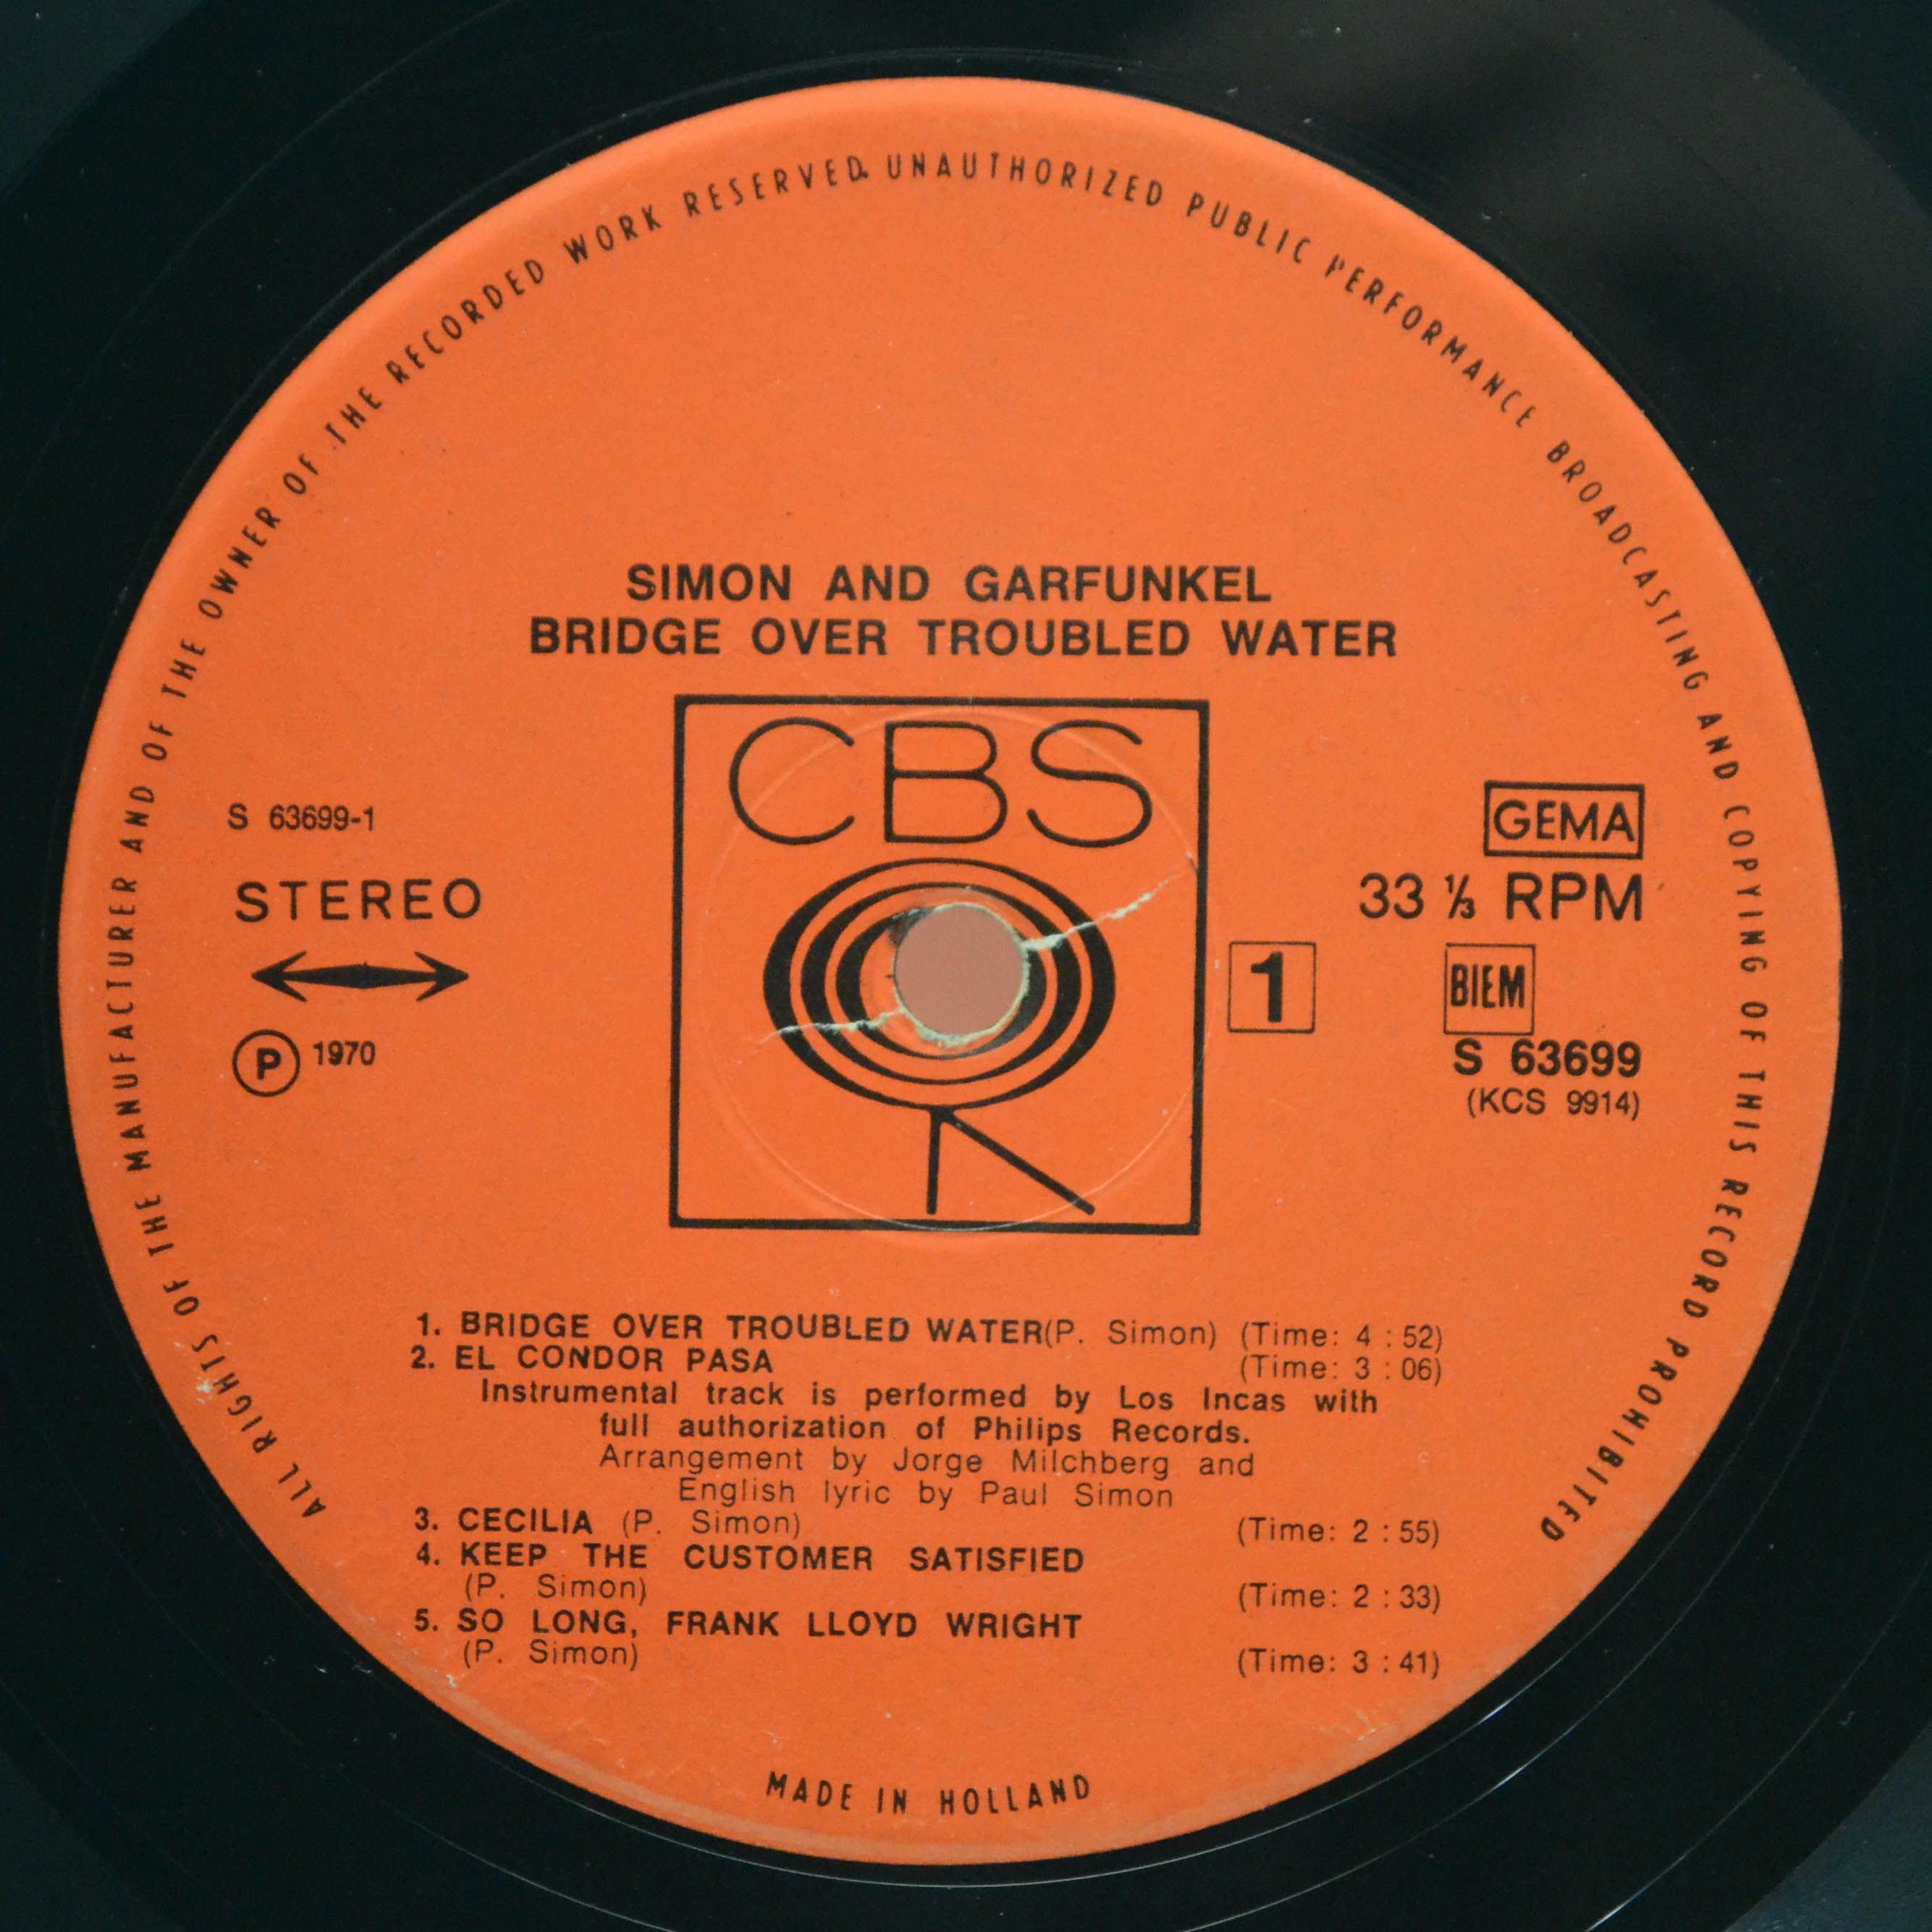 ALL RIGHTS OF THE MANUFACTURER AND OF THE OWNER OF THE RECORDED WORK RESERVED. UNAUTHORIZED PUBLIC PERFORMANCE BROADCASTING AND COPYING OF THIS RECORD PROHIBITED
SIMON AND GARFUNKEL
BRIDGE OVER TROUBLED WATER
CBS
S 63699-1
STEREO
℗ 1970
GEMA
33 ⅓ RPM
1
BIEM
S 63699
(KCS 9914)
1. BRIDGE OVER TROUBLED WATER(P. Simon) (Time: 4 : 52)
2. EL CONDOR PASA (Time: 3 : 06)
Instrumental track is performed by Los Incas with
full authorization of Philips Records.
Arrangement by Jorge Milchberg and
English lyric by Paul Simon
3. CECILIA (P. Simon) (Time: 2 : 55)
4. KEEP THE CUSTOMER SATISFIED
(P. Simon) (Time: 2 : 33)
5. SO LONG, FRANK LLOYD WRIGHT
(P. Simon) (Time: 3 : 41)
MADE IN HOLLAND